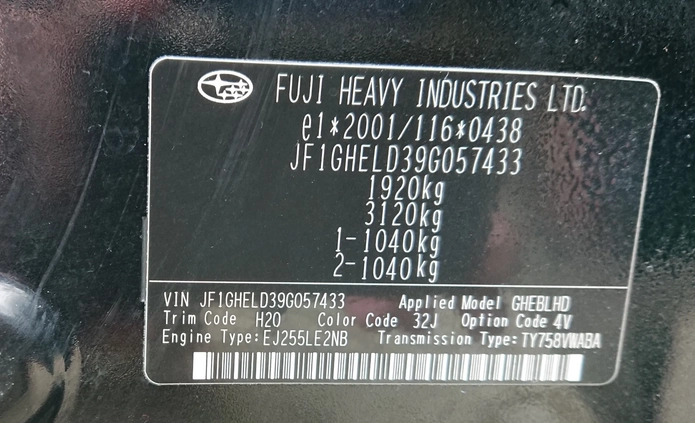 FUJI HEAVY INDUSTRIES LTD.
e1*2001/116*0438
JF1GHELD39G057433
1920kg
3120kg
1-1040kg
2-1040kg
VIN JF1GHELD39G057433 Applied Model GHEBLHD
Trim Code H20 Color Code 32J Option Code 4V
Engine Type:EJ255LE2NB Transmission Type:TY758VWABA